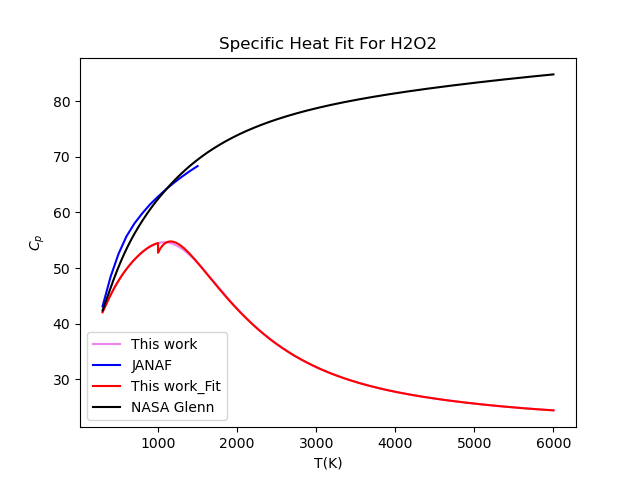 Specific Heat Fit For H2O2
80
70
60
50
40
30
$C_p$
This work
JANAF
This work_Fit
NASA Glenn
1000 2000 3000 4000 5000 6000
T(K)